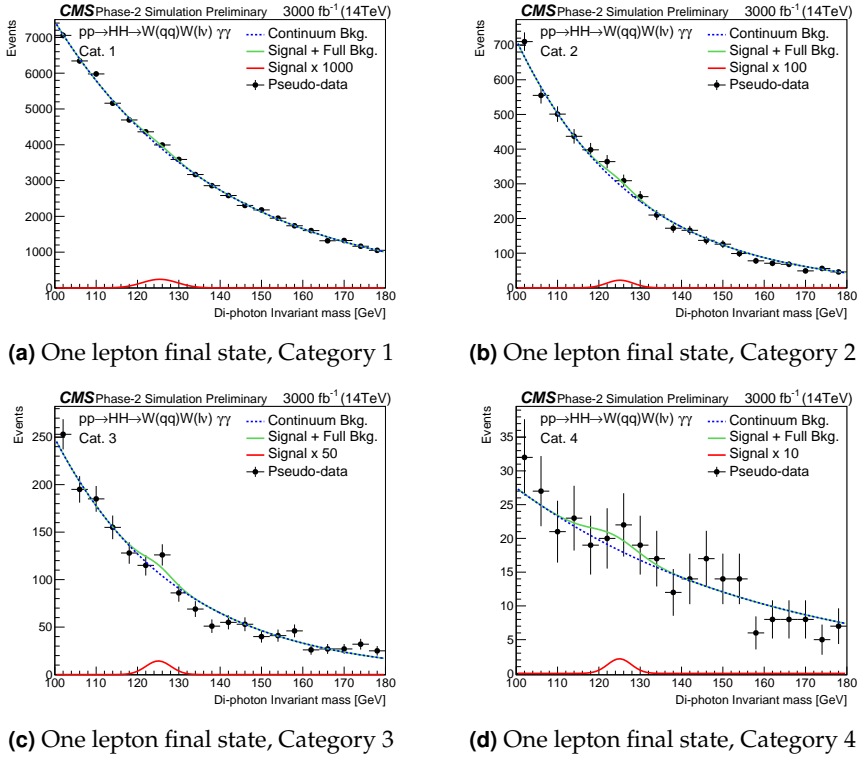 CMS Phase-2 Simulation Preliminary 3000 fb⁻¹ (14TeV)
Events
pp→HH→W(qq)W(lν) γγ
Cat. 1
Continuum Bkg.
Signal + Full Bkg.
Signal x 1000
Pseudo-data
7000
6000
5000
4000
3000
2000
1000
0
100 110 120 130 140 150 160 170 180
Di-photon Invariant mass [GeV]
(a) One lepton final state, Category 1
CMS Phase-2 Simulation Preliminary 3000 fb⁻¹ (14TeV)
Events
pp→HH→W(qq)W(lν) γγ
Cat. 2
Continuum Bkg.
Signal + Full Bkg.
Signal x 100
Pseudo-data
700
600
500
400
300
200
100
0
100 110 120 130 140 150 160 170 180
Di-photon Invariant mass [GeV]
(b) One lepton final state, Category 2
CMS Phase-2 Simulation Preliminary 3000 fb⁻¹ (14TeV)
Events
pp→HH→W(qq)W(lν) γγ
Cat. 3
Continuum Bkg.
Signal + Full Bkg.
Signal x 50
Pseudo-data
250
200
150
100
50
0
100 110 120 130 140 150 160 170 180
Di-photon Invariant mass [GeV]
(c) One lepton final state, Category 3
CMS Phase-2 Simulation Preliminary 3000 fb⁻¹ (14TeV)
Events
pp→HH→W(qq)W(lν) γγ
Cat. 4
Continuum Bkg.
Signal + Full Bkg.
Signal x 10
Pseudo-data
35
30
25
20
15
10
5
0
100 110 120 130 140 150 160 170 180
Di-photon Invariant mass [GeV]
(d) One lepton final state, Category 4